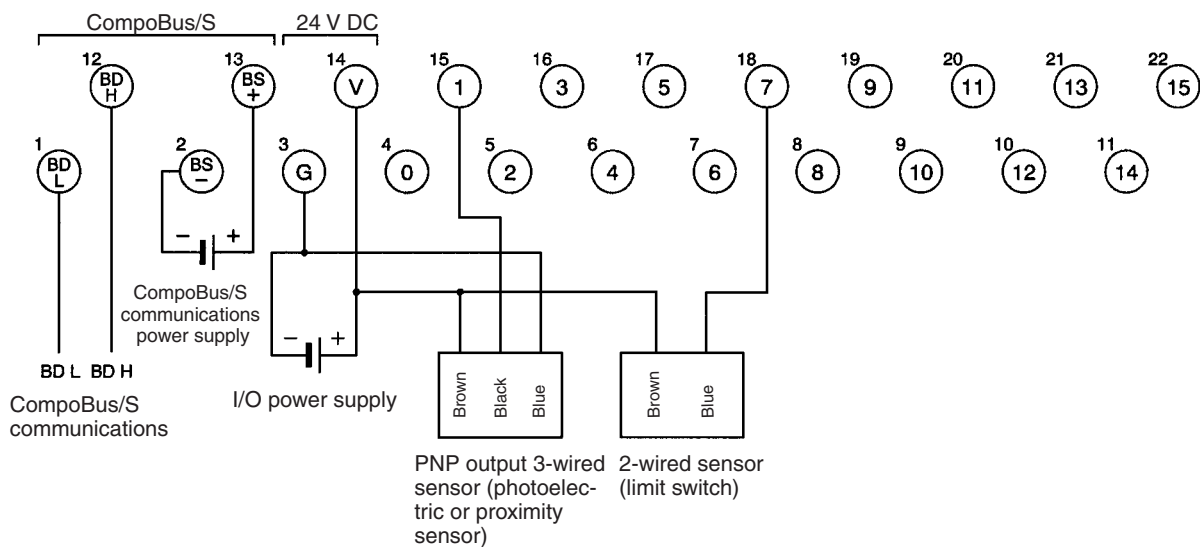 CompoBus/S 24 V DC
12 13 14 15 16 17 18 19 20 21 22
BD H BS + V 1 3 5 7 9 11 13 15
1 2 3 4 5 6 7 8 9 10 11
BD L BS – G 0 2 4 6 8 10 12 14
– +
CompoBus/S
communications
power supply
– +
BD L BD H
I/O power supply
CompoBus/S
communications
Brown Black Blue
Brown Blue
PNP output 3-wired
sensor (photoelec-
tric or proximity
sensor)
2-wired sensor
(limit switch)